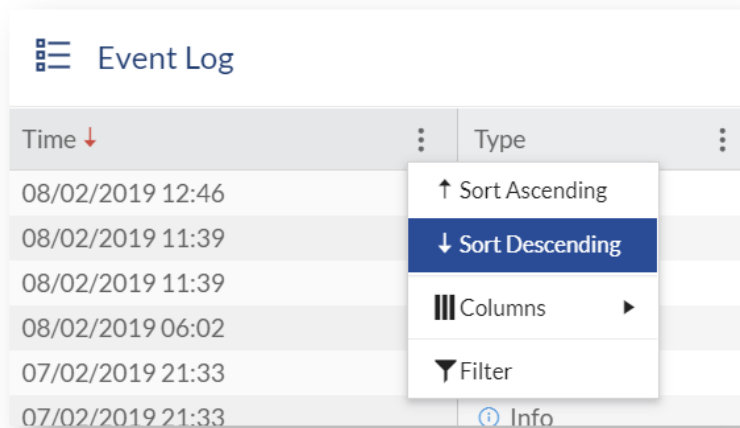 Event Log
Time Type
08/02/2019 12:46
Sort Ascending
08/02/2019 11:39
Sort Descending
08/02/2019 11:39
Columns
08/02/2019 06:02
07/02/2019 21:33
Filter
07/02/2019 21:33 Info